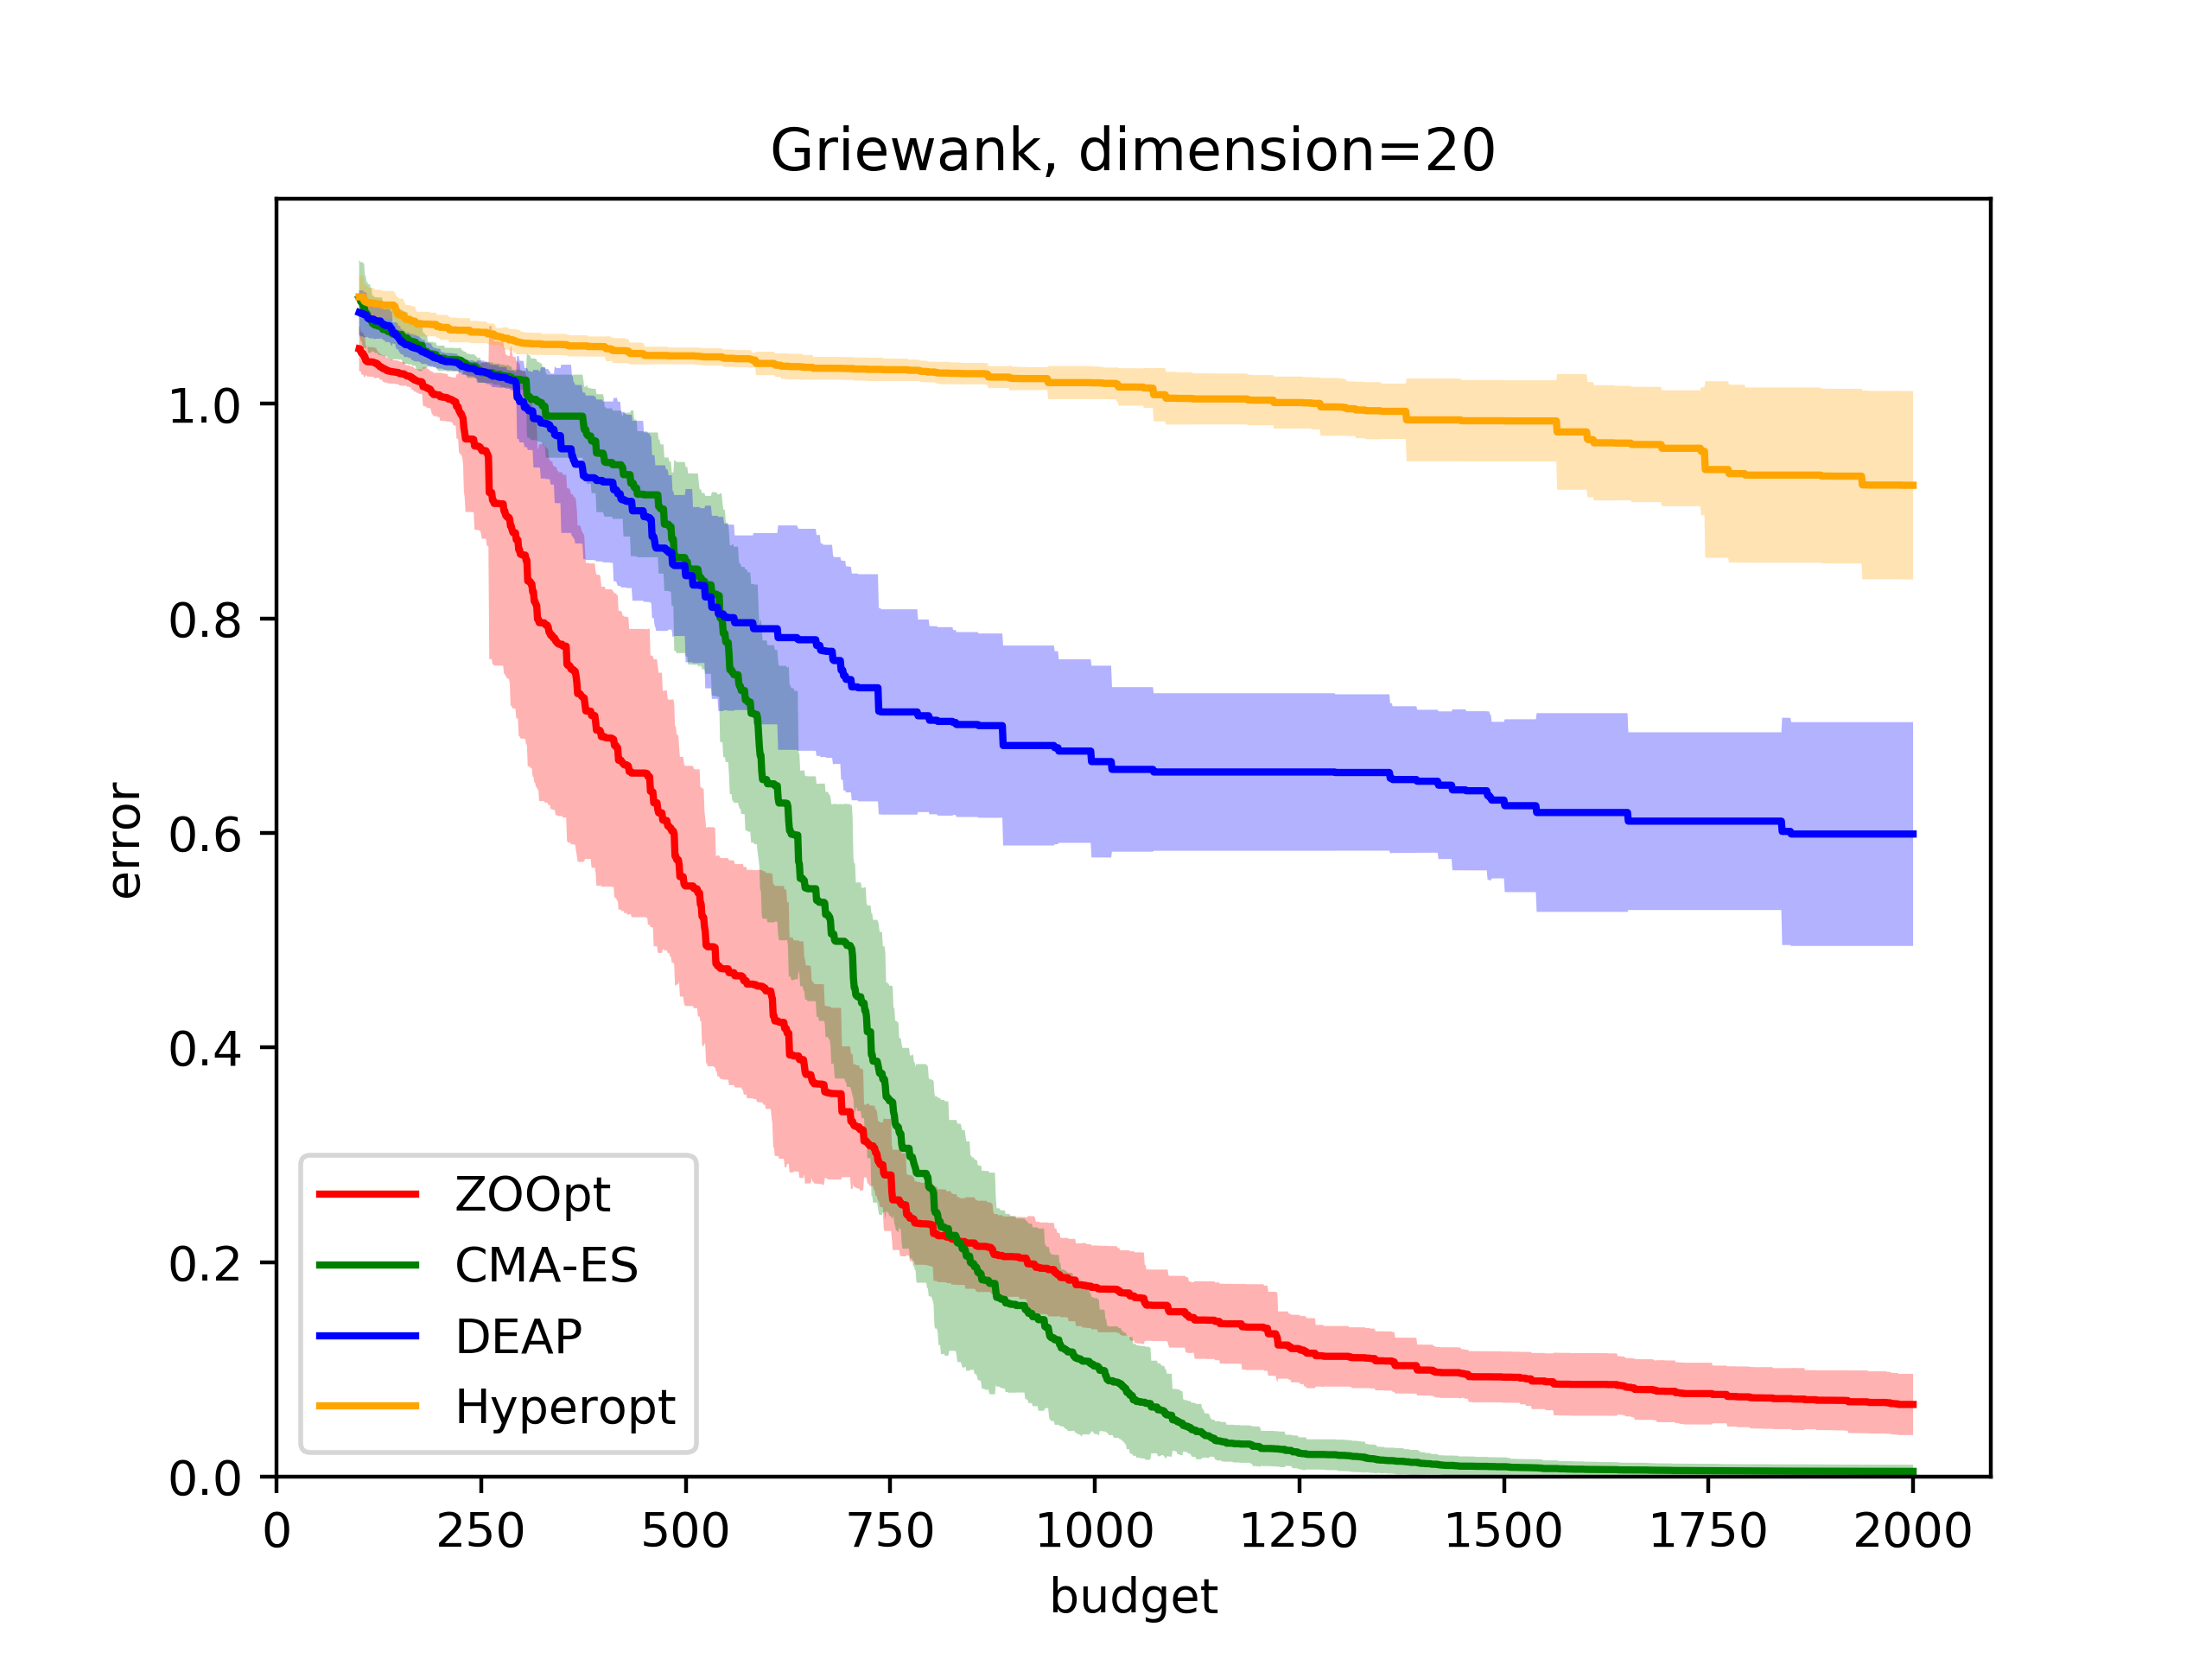 Griewank, dimension=20
error
1.0
0.8
0.6
0.4
0.2
0.0
ZOOpt
CMA-ES
DEAP
Hyperopt
0 250 500 750 1000 1250 1500 1750 2000
budget